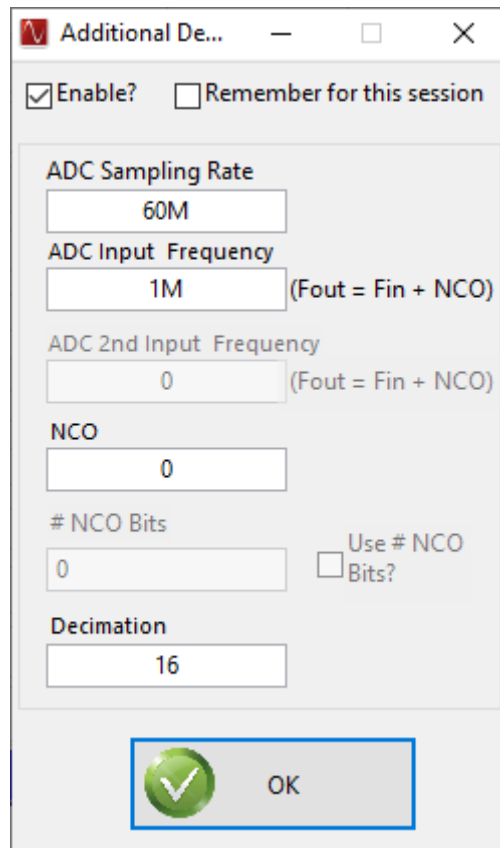 Additional De...
Enable? Remember for this session
ADC Sampling Rate
60M
ADC Input Frequency
1M (Fout = Fin + NCO)
ADC 2nd Input Frequency
0 (Fout = Fin + NCO)
NCO
0
# NCO Bits
0
Use # NCO
Bits?
Decimation
16
OK